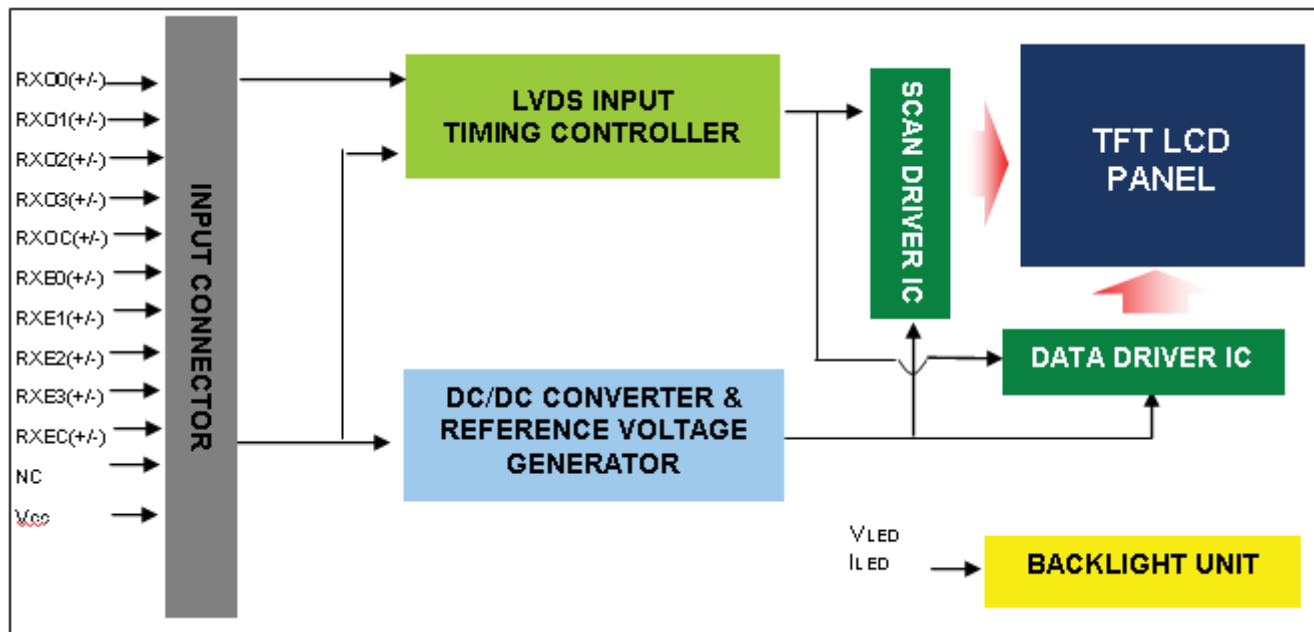 RXO0(+/-)
RXO1(+/-)
RXO2(+/-)
RXO3(+/-)
RXOC(+/-)
RXE0(+/-)
RXE1(+/-)
RXE2(+/-)
RXE3(+/-)
RXEC(+/-)
NC
Vcc
INPUT CONNECTOR
LVDS INPUT
TIMING CONTROLLER
DC/DC CONVERTER &
REFERENCE VOLTAGE
GENERATOR
SCAN DRIVER IC
TFT LCD
PANEL
DATA DRIVER IC
VLED
ILED
BACKLIGHT UNIT